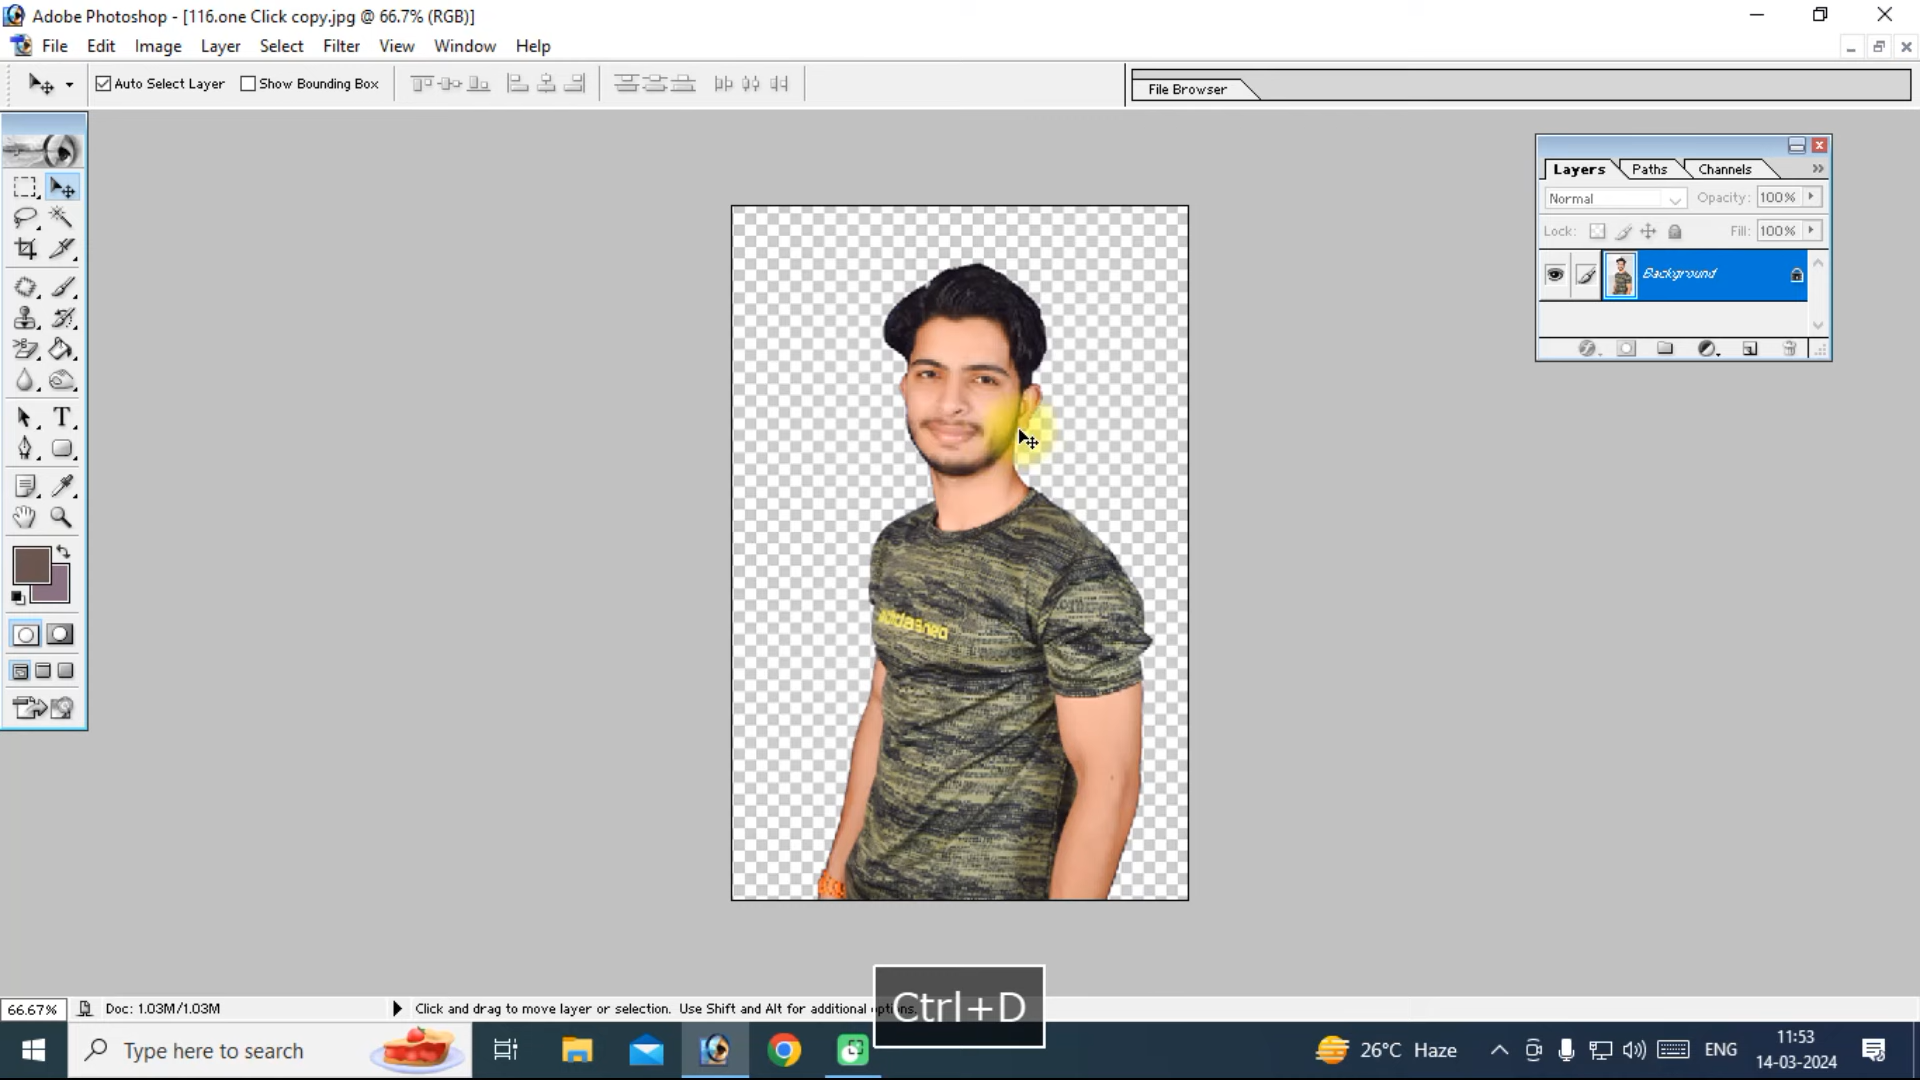 Adobe Photoshop - [116.one Click copy.jpg @ 66.7% (RGB)]
File Edit Image Layer Select Filter View Window Help
Auto Select Layer Show Bounding Box
File Browser
Layers Paths Channels
Normal Opacity: 100%
Lock: Fill: 100%
Background
T
66.67% Doc: 1.03M/1.03M Click and drag to move layer or selection. Use Shift and Alt for additional
Ctrl+D
Type here to search
26°C Haze
ENG
11:53
14-03-2024